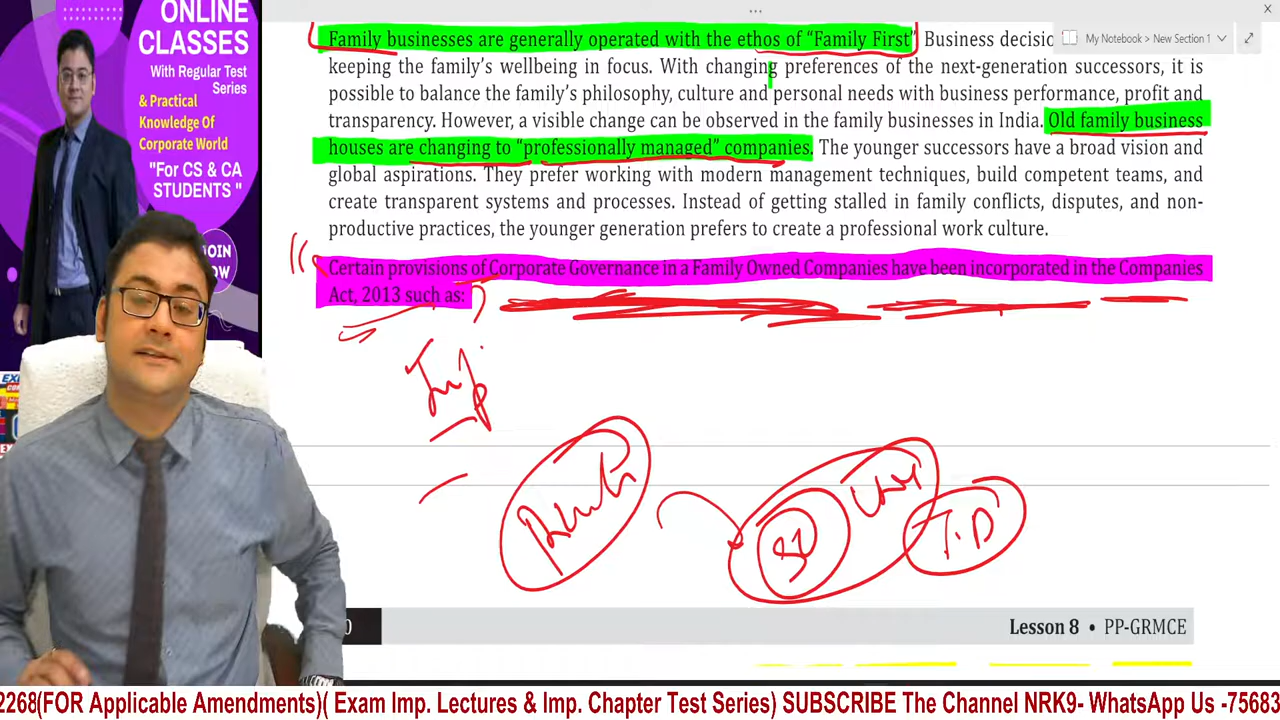 ONLINE
CLASSES
With Regular Test
Series
& Practical
Knowledge Of
Corporate World
"For CS & CA
STUDENTS "
JOIN
NOW
My Notebook > New Section 1
Family businesses are generally operated with the ethos of “Family First” Business decisio
keeping the family’s wellbeing in focus. With changing preferences of the next-generation successors, it is
possible to balance the family’s philosophy, culture and personal needs with business performance, profit and
transparency. However, a visible change can be observed in the family businesses in India. Old family business
houses are changing to “professionally managed” companies. The younger successors have a broad vision and
global aspirations. They prefer working with modern management techniques, build competent teams, and
create transparent systems and processes. Instead of getting stalled in family conflicts, disputes, and non-
productive practices, the younger generation prefers to create a professional work culture.
Certain provisions of Corporate Governance in a Family Owned Companies have been incorporated in the Companies
Act, 2013 such as:
Imp
I.D
0
Lesson 8 • PP-GRMCE
2268(FOR Applicable Amendments)( Exam Imp. Lectures & Imp. Chapter Test Series) SUBSCRIBE The Channel NRK9- WhatsApp Us -75683